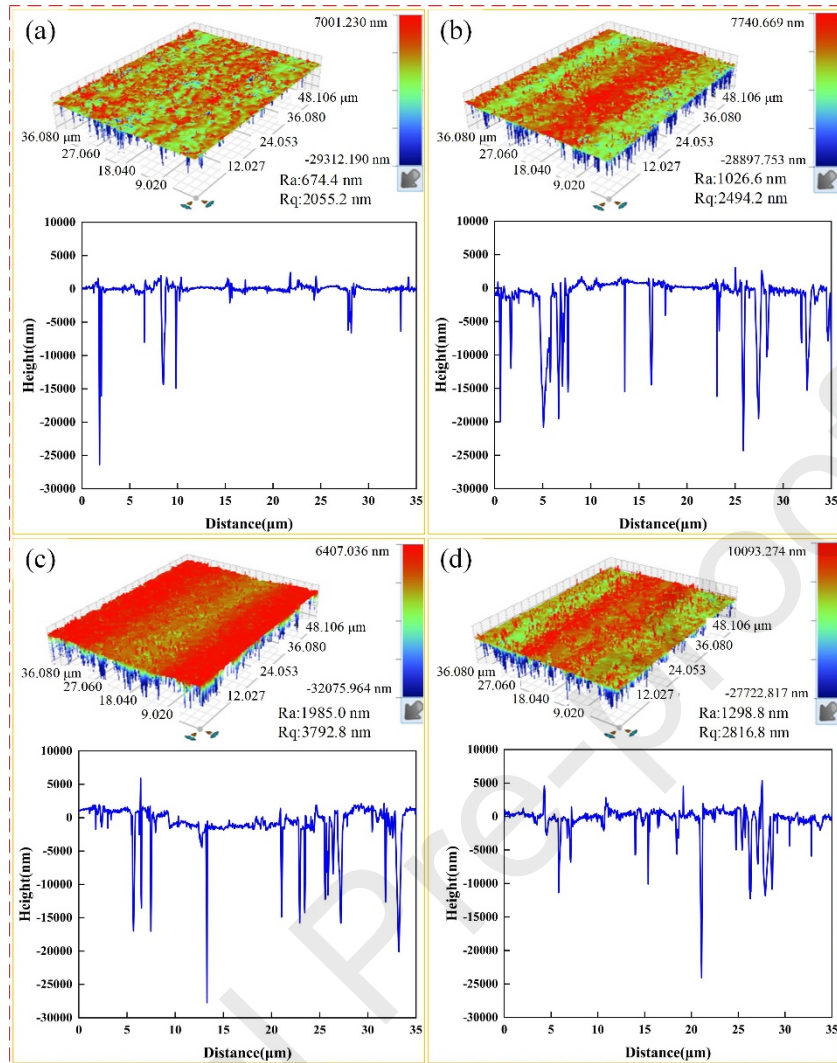 (a)
7001.230 nm
48.106 µm
36.080
24.053
12.027
36.080 µm
27.060
18.040
9.020
-29312.190 nm
Ra:674.4 nm
Rq:2055.2 nm
10000
5000
0
-5000
-10000
-15000
-20000
-25000
-30000
Height(nm)
0 5 10 15 20 25 30 35
Distance(µm)
(b)
7740.669 nm
48.106 µm
36.080
24.053
12.027
36.080 µm
27.060
18.040
9.020
-28897.753 nm
Ra:1026.6 nm
Rq:2494.2 nm
10000
5000
0
-5000
-10000
-15000
-20000
-25000
-30000
Height(nm)
0 5 10 15 20 25 30 35
Distance(µm)
(c)
6407.036 nm
48.106 µm
36.080
24.053
12.027
36.080 µm
27.060
18.040
9.020
-32075.964 nm
Ra:1985.0 nm
Rq:3792.8 nm
10000
5000
0
-5000
-10000
-15000
-20000
-25000
-30000
Height(nm)
0 5 10 15 20 25 30 35
Distance(µm)
(d)
10093.274 nm
48.106 µm
36.080
24.053
12.027
36.080 µm
27.060
18.040
9.020
-27722.817 nm
Ra:1298.8 nm
Rq:2816.8 nm
10000
5000
0
-5000
-10000
-15000
-20000
-25000
-30000
Height(nm)
0 5 10 15 20 25 30 35
Distance(µm)
Pre-proof